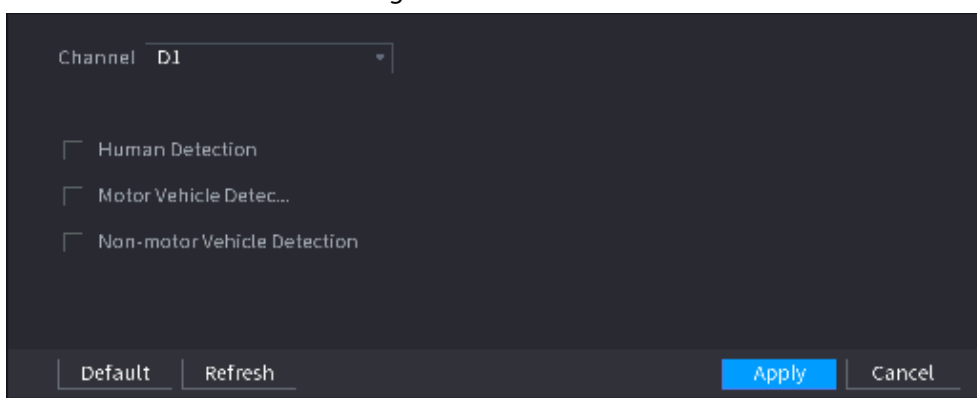 Channel D1
Human Detection
Motor Vehicle Detec...
Non-motor Vehicle Detection
Default Refresh Apply Cancel